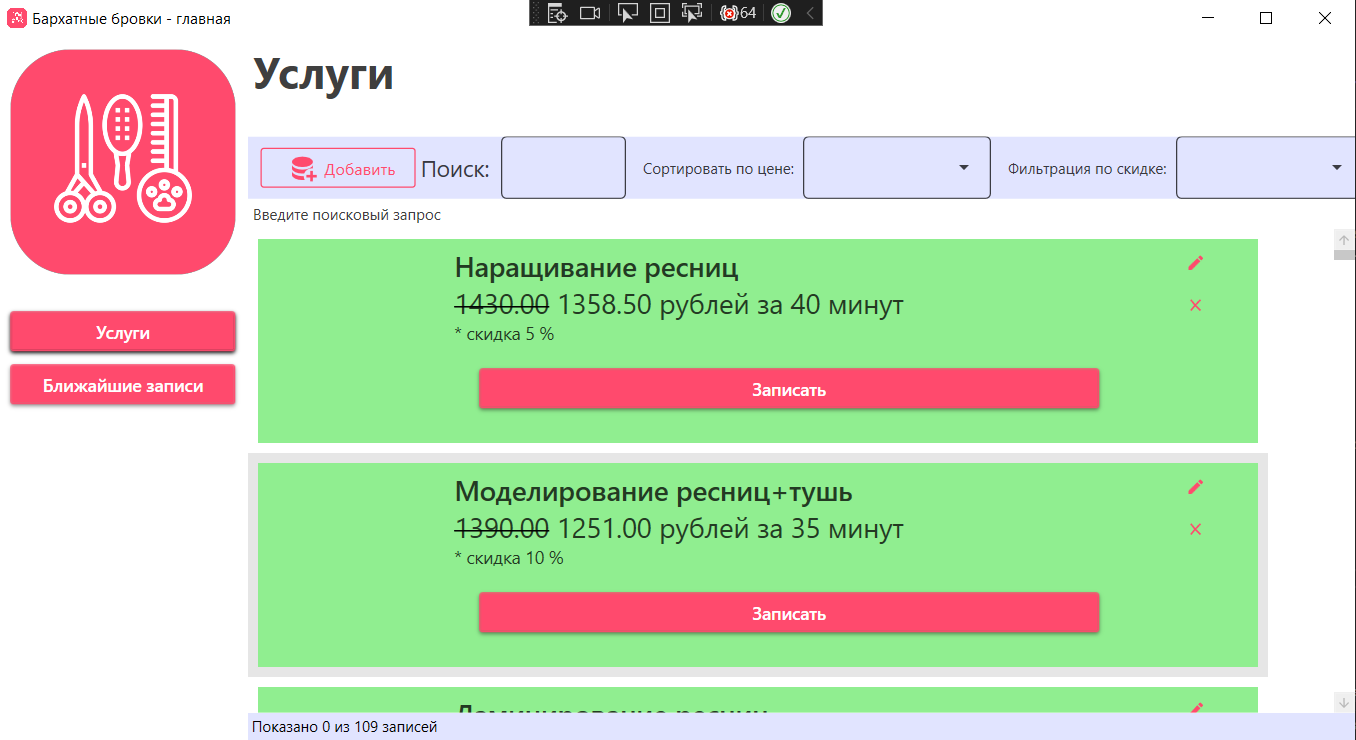 Бархатные бровки - главная
64
Услуги
Добавить Поиск: Сортировать по цене: Фильтрация по скидке:
Введите поисковый запрос
Услуги
Ближайшие записи
Наращивание ресниц
1430.00 1358.50 рублей за 40 минут
* скидка 5 %
Записать
Моделирование ресниц+тушь
1390.00 1251.00 рублей за 35 минут
* скидка 10 %
Записать
Ламинирование ресниц
Показано 0 из 109 записей